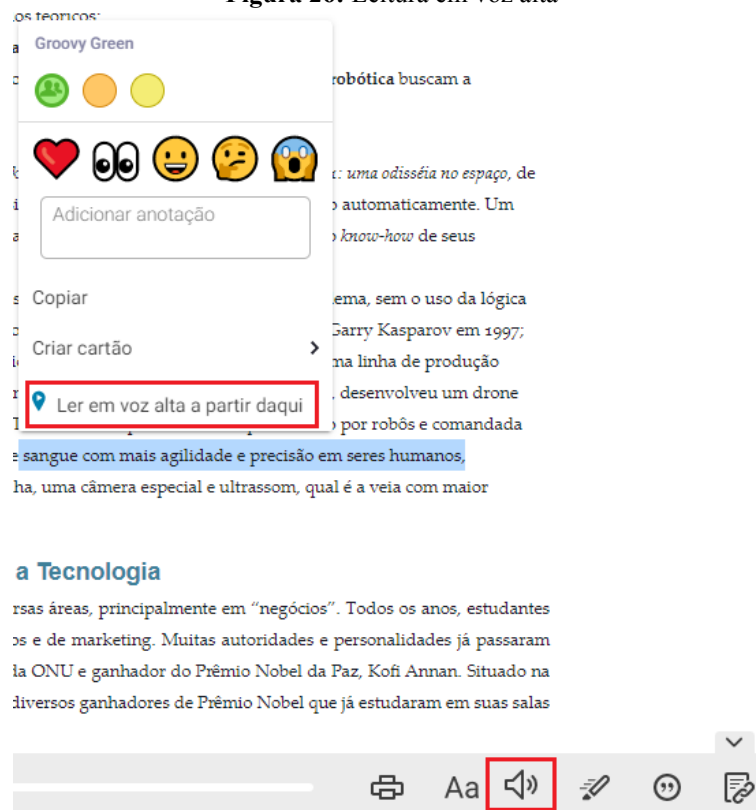 Figura 20: Leitura em voz alta
os teóricos:
Groovy Green
robótica buscam a
: uma odisséia no espaço, de
Adicionar anotação
automaticamente. Um
know-how de seus
Copiar
ema, sem o uso da lógica
Garry Kasparov em 1997;
Criar cartão
ma linha de produção
, desenvolveu um drone
Ler em voz alta a partir daqui
por robôs e comandada
e sangue com mais agilidade e precisão em seres humanos,
ha, uma câmera especial e ultrassom, qual é a veia com maior
a Tecnologia
rsas áreas, principalmente em “negócios”. Todos os anos, estudantes
os e de marketing. Muitas autoridades e personalidades já passaram
da ONU e ganhador do Prêmio Nobel da Paz, Kofi Annan. Situado na
diversos ganhadores de Prêmio Nobel que já estudaram em suas salas
Aa